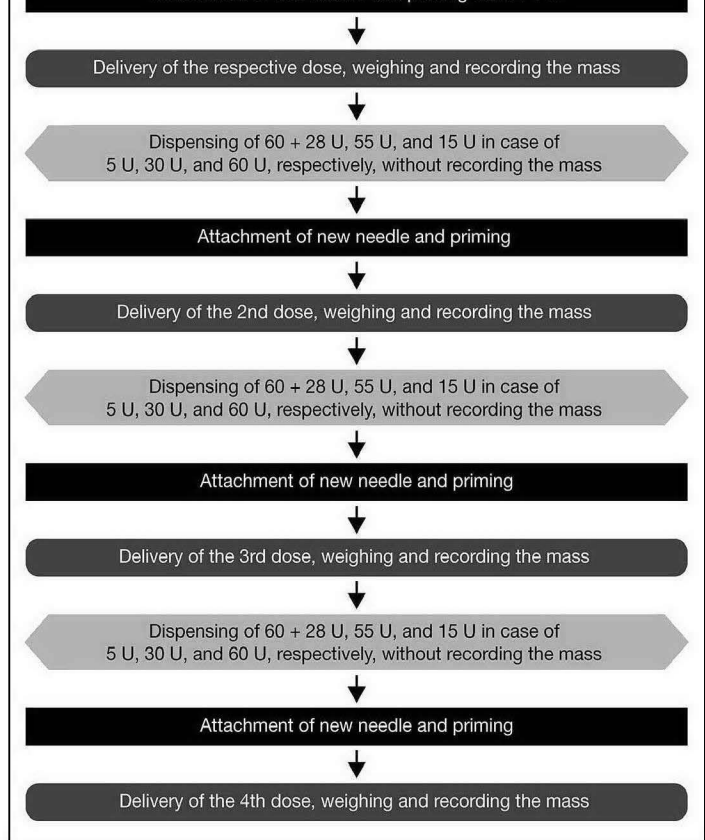 Delivery of the respective dose, weighing and recording the mass
Dispensing of 60 + 28 U, 55 U, and 15 U in case of
5 U, 30 U, and 60 U, respectively, without recording the mass
Attachment of new needle and priming
Delivery of the 2nd dose, weighing and recording the mass
Dispensing of 60 + 28 U, 55 U, and 15 U in case of
5 U, 30 U, and 60 U, respectively, without recording the mass
Attachment of new needle and priming
Delivery of the 3rd dose, weighing and recording the mass
Dispensing of 60 + 28 U, 55 U, and 15 U in case of
5 U, 30 U, and 60 U, respectively, without recording the mass
Attachment of new needle and priming
Delivery of the 4th dose, weighing and recording the mass